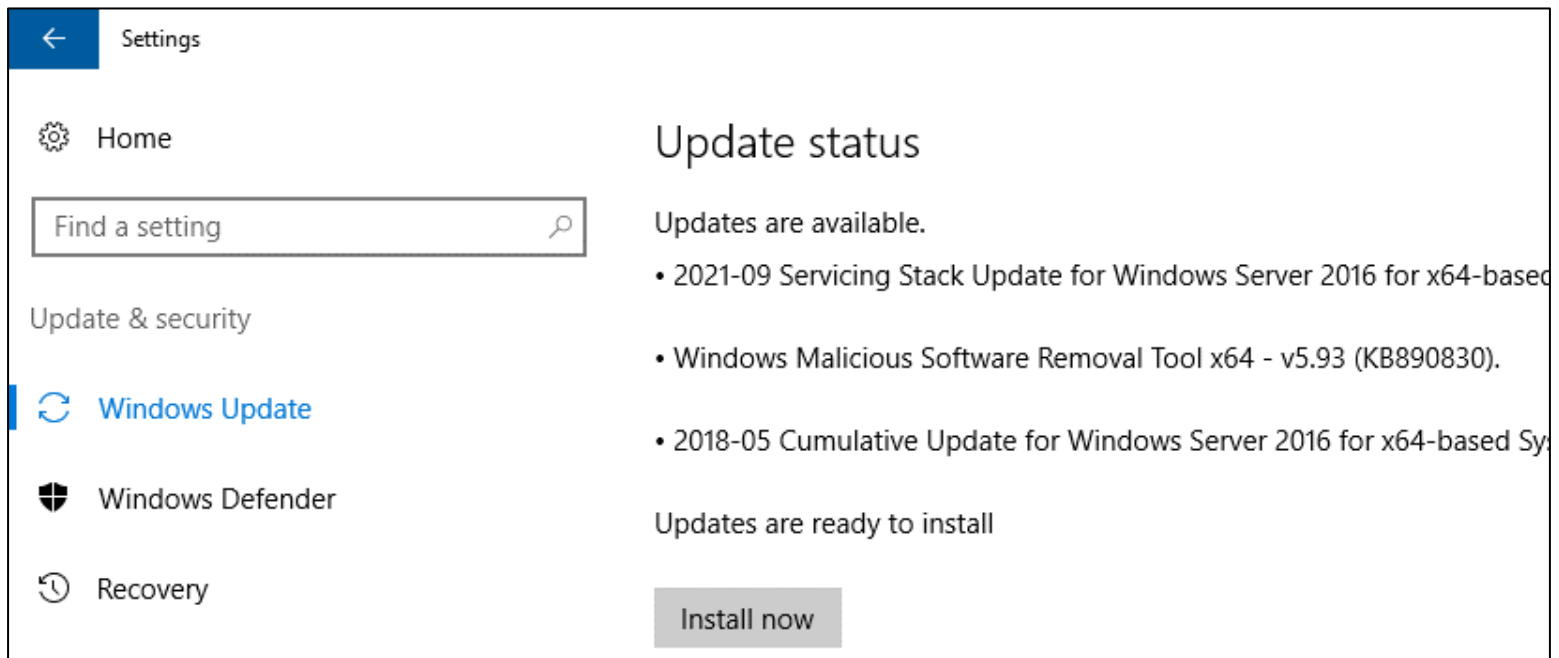 Settings
Home
Find a setting
Update & security
Windows Update
Windows Defender
Recovery
Update status
Updates are available.
• 2021-09 Servicing Stack Update for Windows Server 2016 for x64-based
• Windows Malicious Software Removal Tool x64 - v5.93 (KB890830).
• 2018-05 Cumulative Update for Windows Server 2016 for x64-based
Updates are ready to install
Install now